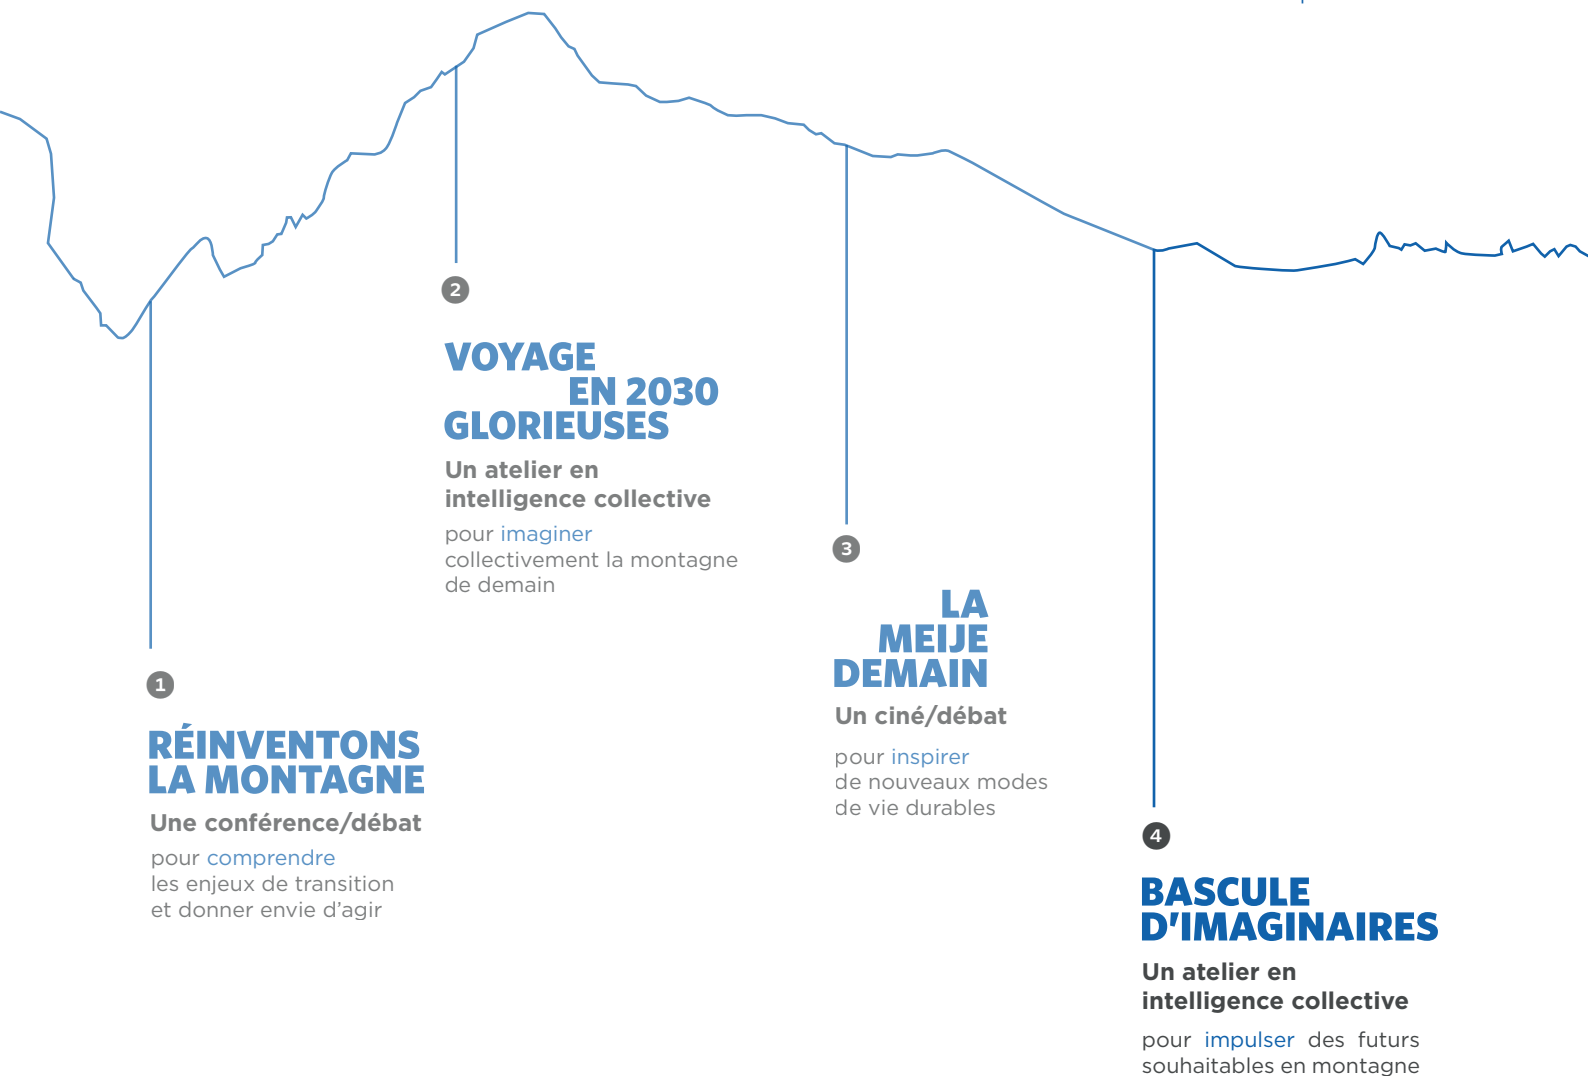 1
RÉINVENTONS
LA MONTAGNE
Une conférence/débat
pour comprendre
les enjeux de transition
et donner envie d'agir
2
VOYAGE
EN 2030
GLORIEUSES
Un atelier en
intelligence collective
pour imaginer
collectivement la montagne
de demain
3
LA
MEIJE
DEMAIN
Un ciné/débat
pour inspirer
de nouveaux modes
de vie durables
4
BASCULE
D'IMAGINAIRES
Un atelier en
intelligence collective
pour impulser des futurs
souhaitables en montagne